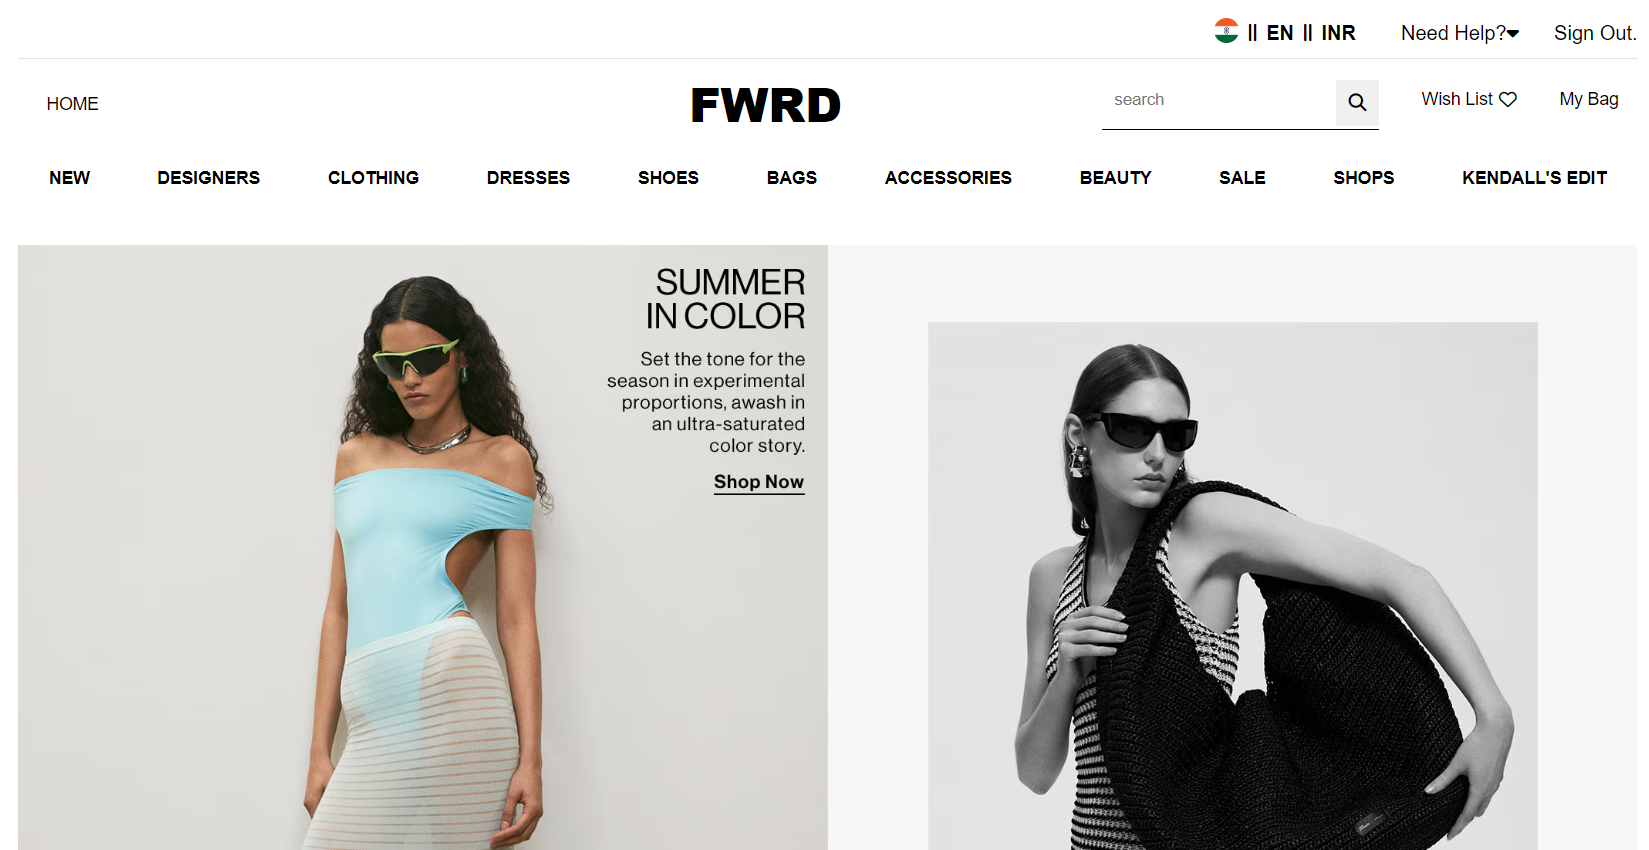 || EN || INR Need Help? Sign Out.
HOME FWRD search Wish List My Bag
NEW DESIGNERS CLOTHING DRESSES SHOES BAGS ACCESSORIES BEAUTY SALE SHOPS KENDALL'S EDIT
SUMMER
IN COLOR
Set the tone for the
season in experimental
proportions, awash in
an ultra-saturated
color story.
Shop Now